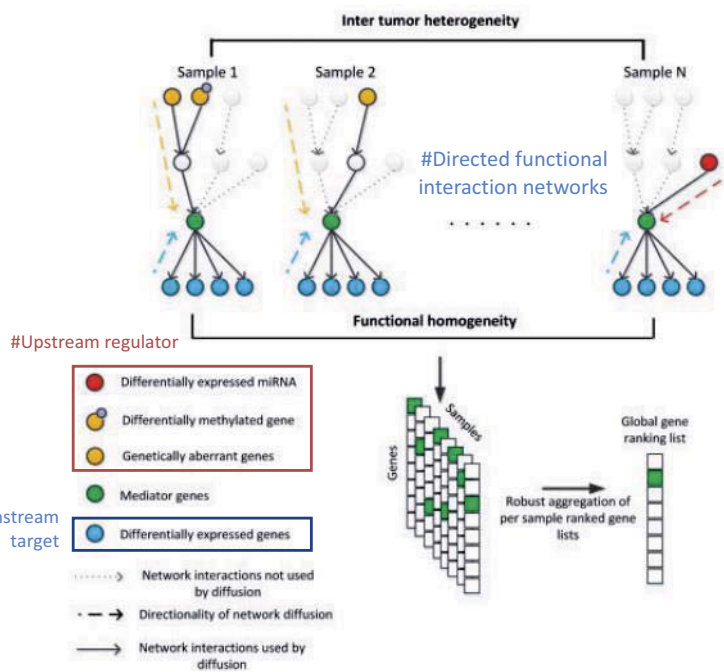 Inter tumor heterogeneity
Sample 1
Sample 2
Sample N
#Directed functional
interaction networks
. . . . . .
Functional homogeneity
#Upstream regulator
Differentially expressed miRNA
Differentially methylated gene
Genetically aberrant genes
Mediator genes
target
Differentially expressed genes
Network interactions not used
by diffusion
Directionality of network diffusion
Network interactions used by
diffusion
Samples
Genes
Robust aggregation of
per sample ranked gene
lists
Global gene
ranking list